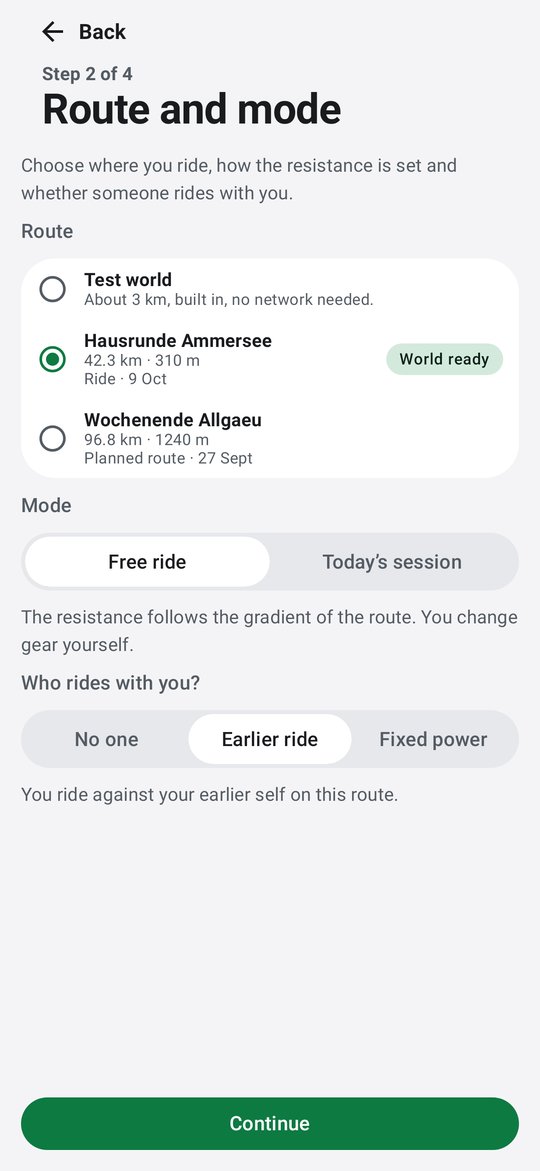 Back
Step 2 of 4
Route and mode
Choose where you ride, how the resistance is set and
whether someone rides with you.
Route
Test world
About 3 km, built in, no network needed.
Hausrunde Ammersee
42.3 km · 310 m
Ride · 9 Oct
World ready
Wochenende Allgaeu
96.8 km · 1240 m
Planned route · 27 Sept
Mode
Free ride
Today’s session
The resistance follows the gradient of the route. You change
gear yourself.
Who rides with you?
No one
Earlier ride
Fixed power
You ride against your earlier self on this route.
Continue